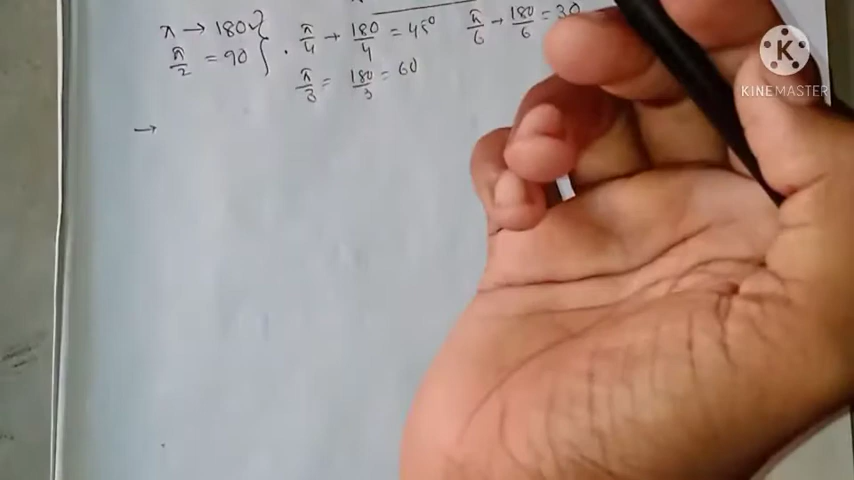 π → 180 } . π/4 → 180/4 = 45° π/6 → 180/6 = 30
π/2 = 90
π/3 = 180/3 = 60
→
K
KINEMASTER